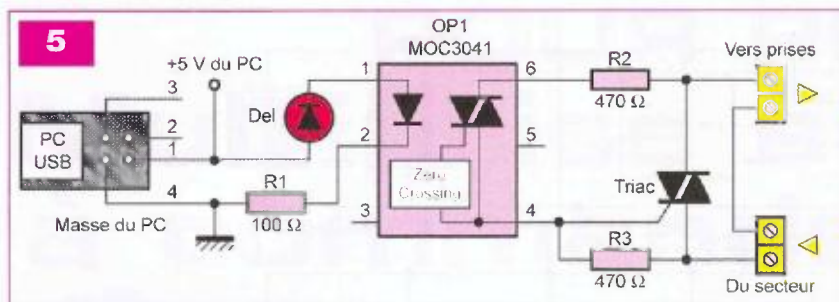 5
OP1
MOC3041
+5 V du PC
3
2
1
4
PC
USB
Del
Masse du PC
R1
100 Ω
1
2
3
6
5
4
Zero
Crossing
R2
470 Ω
Triac
R3
470 Ω
Vers prises
Du secteur